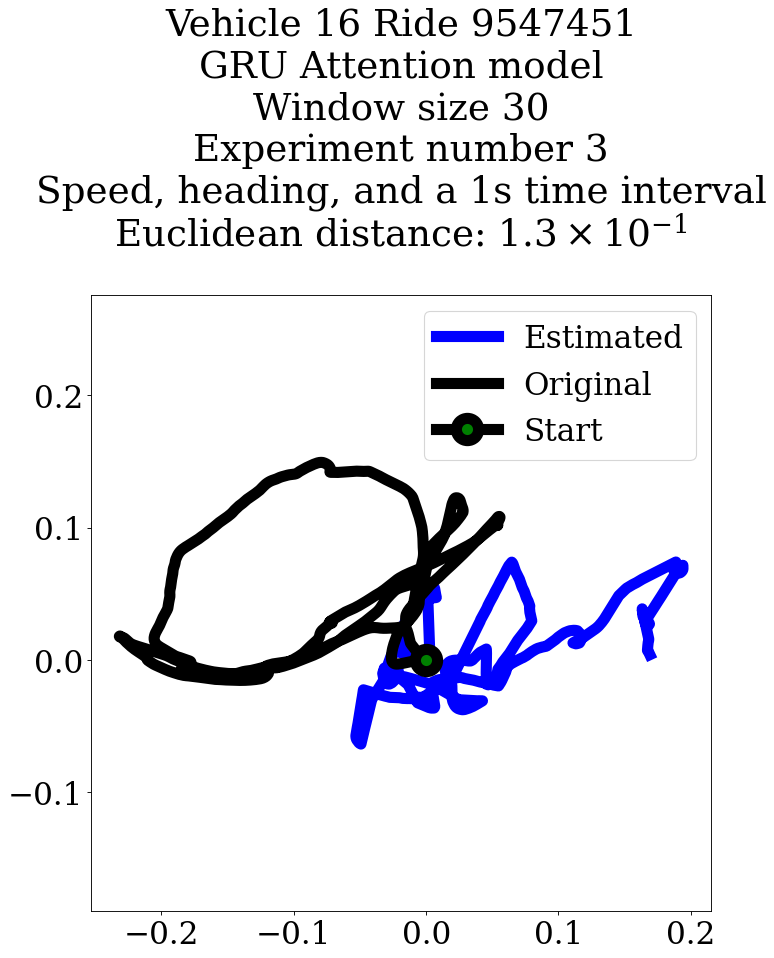 Vehicle 16 Ride 9547451
GRU Attention model
Window size 30
Experiment number 3
Speed, heading, and a 1s time interval
Euclidean distance: 1.3 × 10⁻¹
Estimated
Original
Start
0.2
0.1
0.0
−0.1
−0.2 −0.1 0.0 0.1 0.2